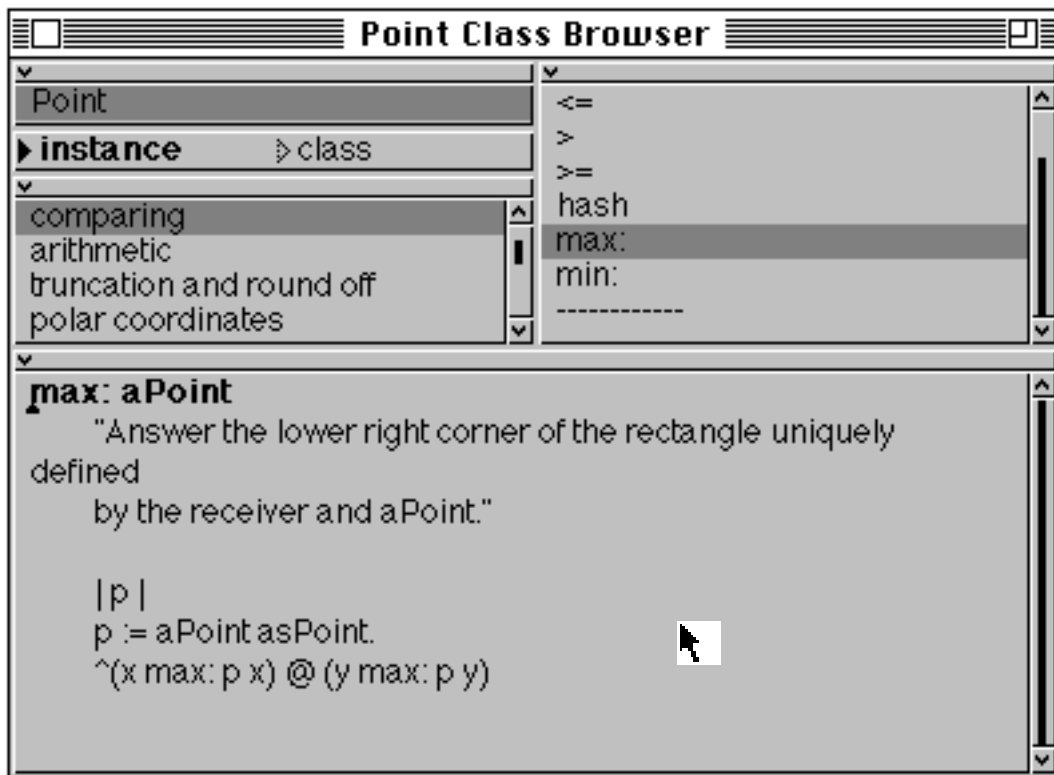 Point Class Browser
Point
instance
class
comparing
arithmetic
truncation and round off
polar coordinates
<=
>
>=
hash
max:
min:
------------
max: aPoint
"Answer the lower right corner of the rectangle uniquely
defined
by the receiver and aPoint."
| p |
p := aPoint asPoint.
^(x max: p x) @ (y max: p y)